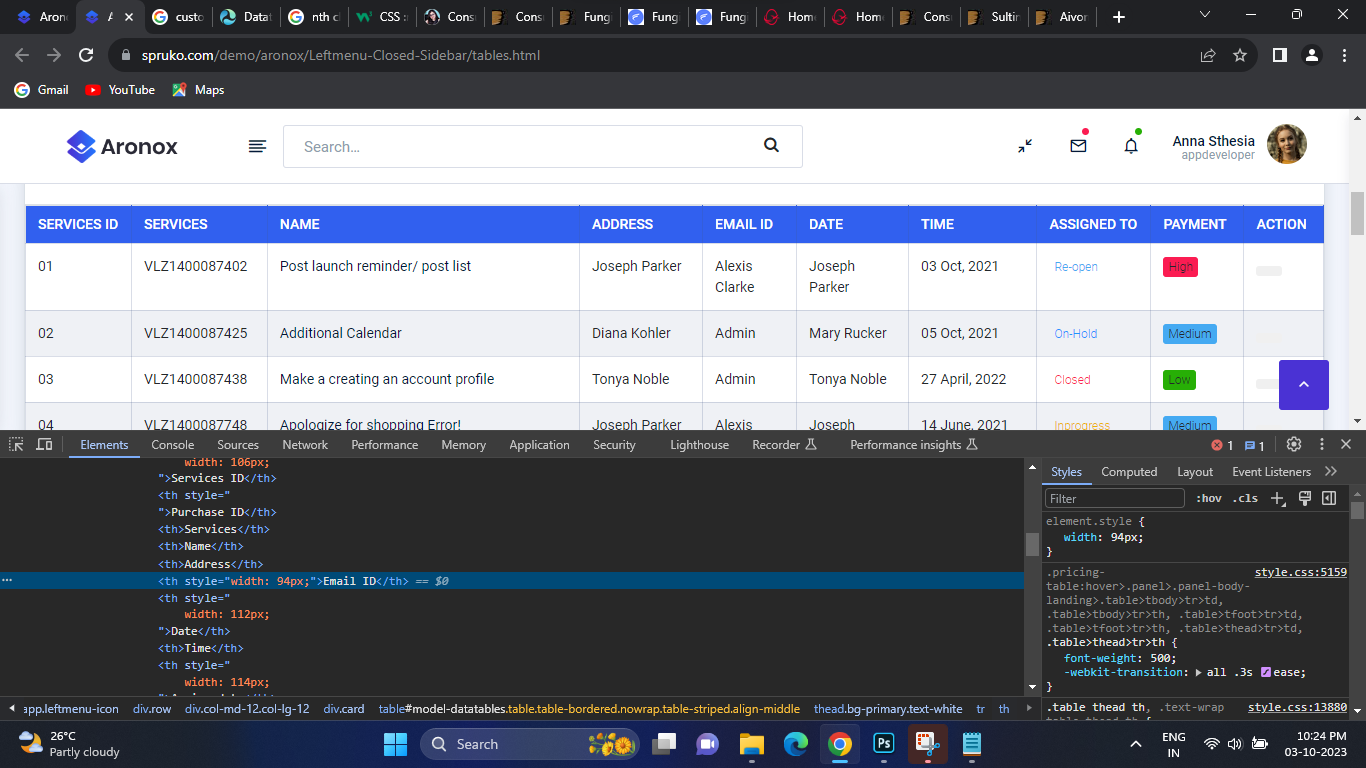 Aron
A
custo
Datat
nth cl
CSS :
Cons
Cons
Fung
Fung
Fung
Home
Home
Cons
Sultin
Aivor
spruko.com/demo/aronox/Leftmenu-Closed-Sidebar/tables.html
Gmail YouTube Maps
Aronox
Search...
Anna Sthesia
appdeveloper
SERVICES ID SERVICES NAME ADDRESS EMAIL ID DATE TIME ASSIGNED TO PAYMENT ACTION
01 VLZ1400087402 Post launch reminder/ post list Joseph Parker Alexis Clarke Joseph Parker 03 Oct, 2021 Re-open High
02 VLZ1400087425 Additional Calendar Diana Kohler Admin Mary Rucker 05 Oct, 2021 On-Hold Medium
03 VLZ1400087438 Make a creating an account profile Tonya Noble Admin Tonya Noble 27 April, 2022 Closed Low
04 VLZ1400087748 Apologize for shopping Error! Joseph Parker Alexis Joseph 14 June, 2021 Inprogress Medium
Elements Console Sources Network Performance Memory Application Security Lighthouse Recorder Performance insights 1 1
width: 106px;
">Services ID</th>
<th style="
">Purchase ID</th>
<th>Services</th>
<th>Name</th>
<th>Address</th>
<th style="width: 94px;">Email ID</th> == $0
<th style="
width: 112px;
">Date</th>
<th>Time</th>
<th style="
width: 114px;
Styles Computed Layout Event Listeners
Filter :hov .cls
element.style {
width: 94px;
}
.pricing- style.css:5159
table:hover>.panel>.panel-body-
landing>.table>tbody>tr>td,
.table>tbody>tr>th, .table>tfoot>tr>td,
.table>tfoot>tr>th, .table>thead>tr>td,
.table>thead>tr>th {
font-weight: 500;
-webkit-transition: all .3s ease;
}
.table thead th, .text-wrap style.css:13880
table thead th {
app.leftmenu-icon div.row div.col-md-12.col-lg-12 div.card table#model-datatables.table.table-bordered.nowrap.table-striped.align-middle thead.bg-primary.text-white tr th
26°C
Partly cloudy
Search
Ps
ENG
IN
10:24 PM
03-10-2023